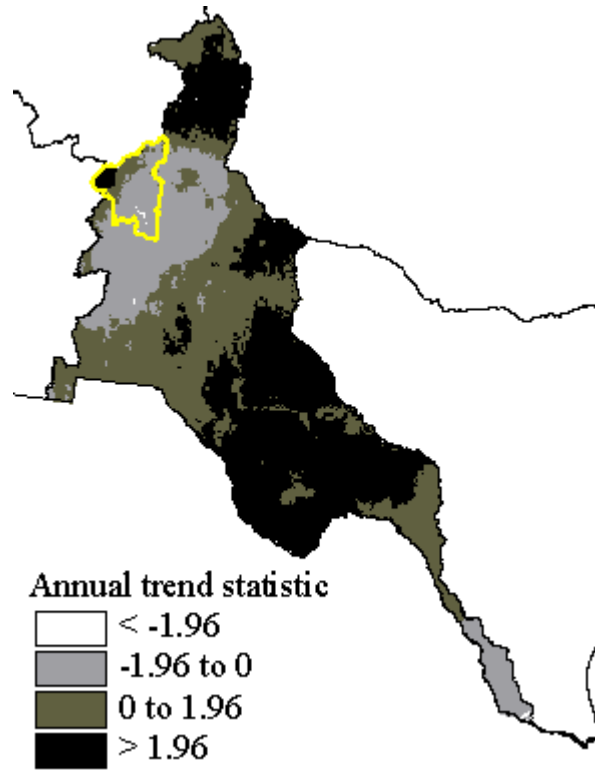 Annual trend statistic
< -1.96
-1.96 to 0
0 to 1.96
> 1.96